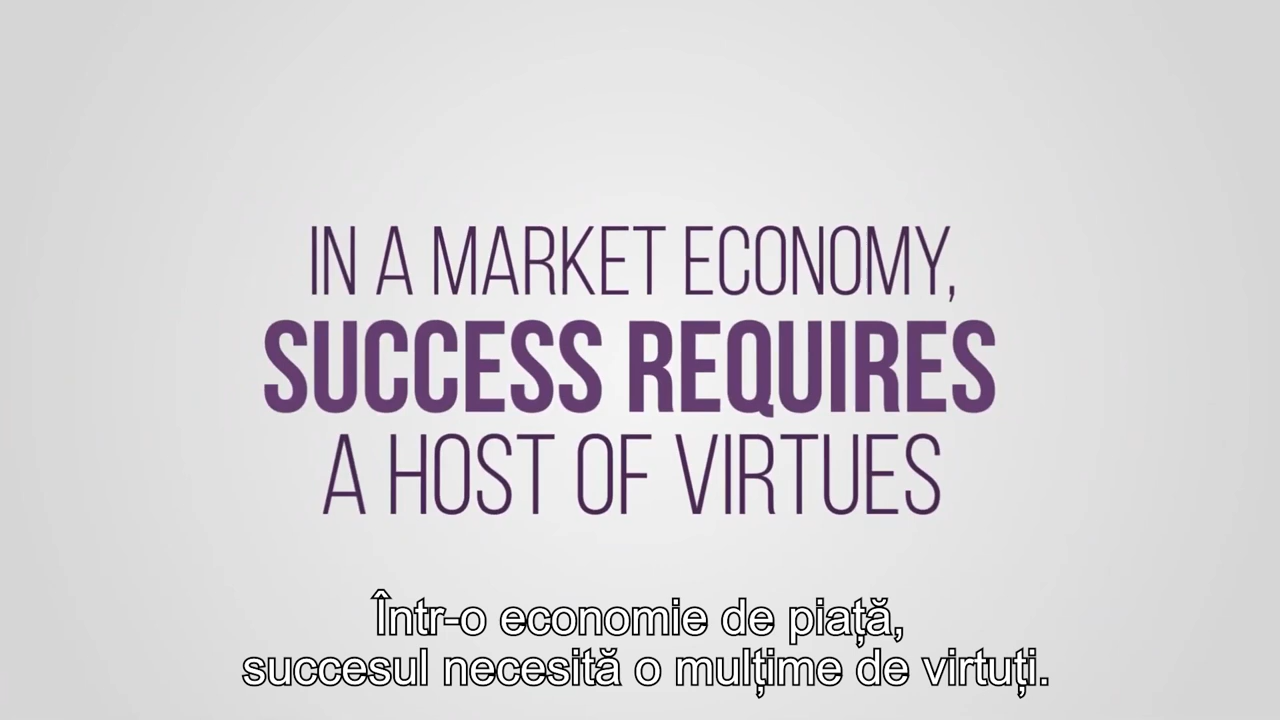 IN A MARKET ECONOMY,
SUCCESS REQUIRES
A HOST OF VIRTUES
Într-o economie de piață,
succesul necesită o mulțime de virtuți.